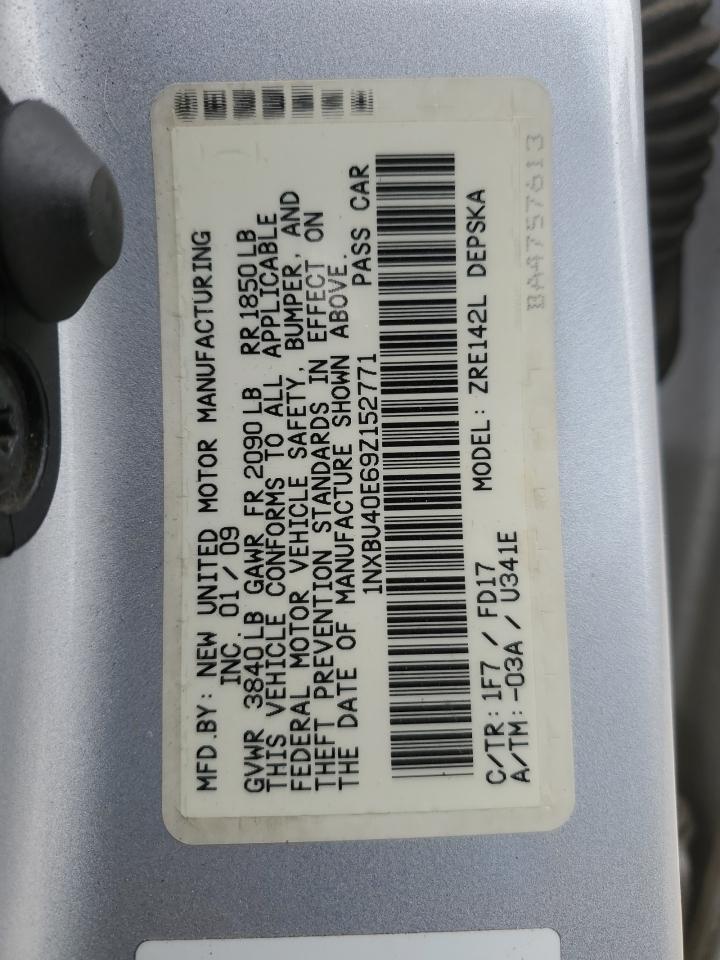 MFD.BY: NEW UNITED MOTOR MANUFACTURING
INC. 01/09
GVWR 3840LB GAWR FR 2090LB RR 1850LB
THIS VEHICLE CONFORMS TO ALL APPLICABLE
FEDERAL MOTOR VEHICLE SAFETY, BUMPER, AND
THEFT PREVENTION STANDARDS IN EFFECT ON
THE DATE OF MANUFACTURE SHOWN ABOVE.
1NXBU40E69Z152771 PASS CAR
MODEL: ZRE142L DEPSKA
C/TR: 1F7 / FD17
A/TM: -03A / U341E
BA4757613